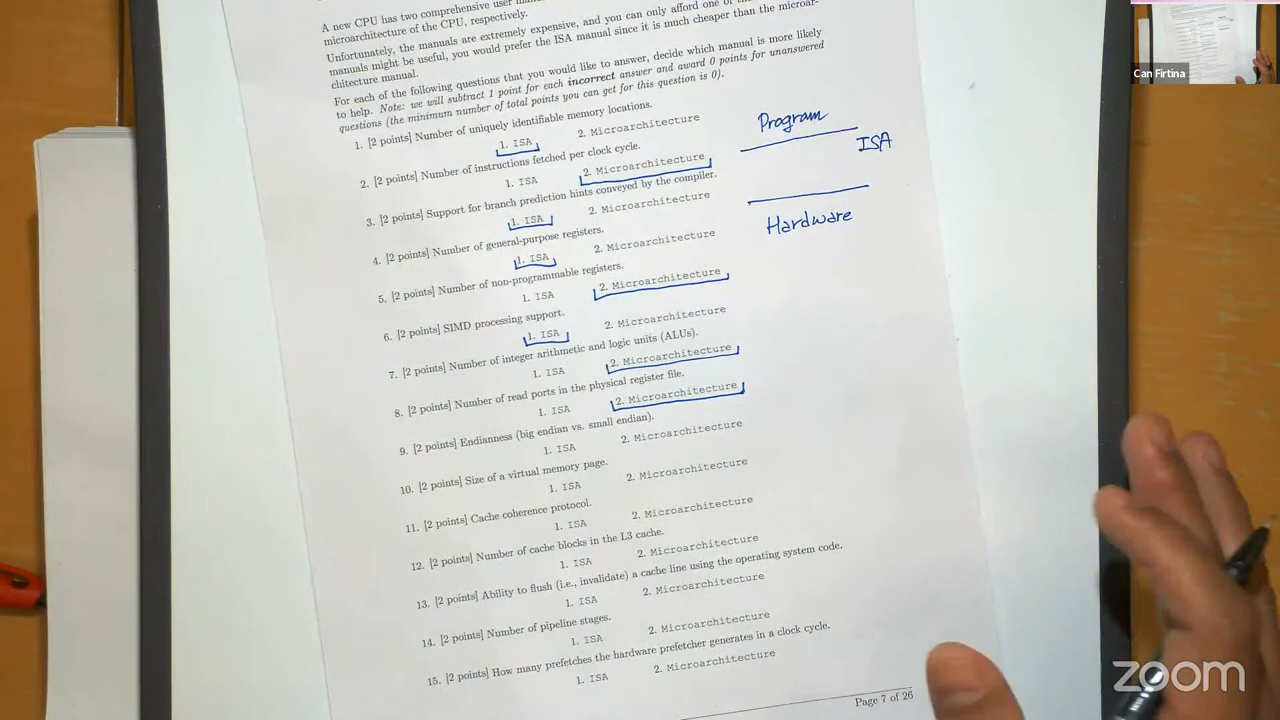 A new CPU has two comprehensive user
microarchitecture of the CPU, respectively.
Unfortunately, the manuals are extremely expensive, and you can only afford one of the
manuals might be useful, you would prefer the ISA manual since it is much cheaper than the microar-
chitecture manual.
For each of the following questions that you would like to answer, decide which manual is more likely
to help. Note: we will subtract 1 point for each incorrect answer and award 0 points for unanswered
questions (the minimum number of total points you can get for this question is 0).
1. [2 points] Number of uniquely identifiable memory locations.
1. ISA 2. Microarchitecture
2. [2 points] Number of instructions fetched per clock cycle.
1. ISA 2. Microarchitecture
3. [2 points] Support for branch prediction hints conveyed by the compiler.
1. ISA 2. Microarchitecture
4. [2 points] Number of general-purpose registers.
1. ISA 2. Microarchitecture
5. [2 points] Number of non-programmable registers.
1. ISA 2. Microarchitecture
6. [2 points] SIMD processing support.
1. ISA 2. Microarchitecture
7. [2 points] Number of integer arithmetic and logic units (ALUs).
1. ISA 2. Microarchitecture
8. [2 points] Number of read ports in the physical register file.
1. ISA 2. Microarchitecture
9. [2 points] Endianness (big endian vs. small endian).
1. ISA 2. Microarchitecture
10. [2 points] Size of a virtual memory page.
1. ISA 2. Microarchitecture
11. [2 points] Cache coherence protocol.
1. ISA 2. Microarchitecture
12. [2 points] Number of cache blocks in the L3 cache.
1. ISA 2. Microarchitecture
13. [2 points] Ability to flush (i.e., invalidate) a cache line using the operating system code.
1. ISA 2. Microarchitecture
14. [2 points] Number of pipeline stages.
1. ISA 2. Microarchitecture
15. [2 points] How many prefetches the hardware prefetcher generates in a clock cycle.
1. ISA 2. Microarchitecture
Page 7 of 26
Program
ISA
Hardware
Can Firtina
zoom